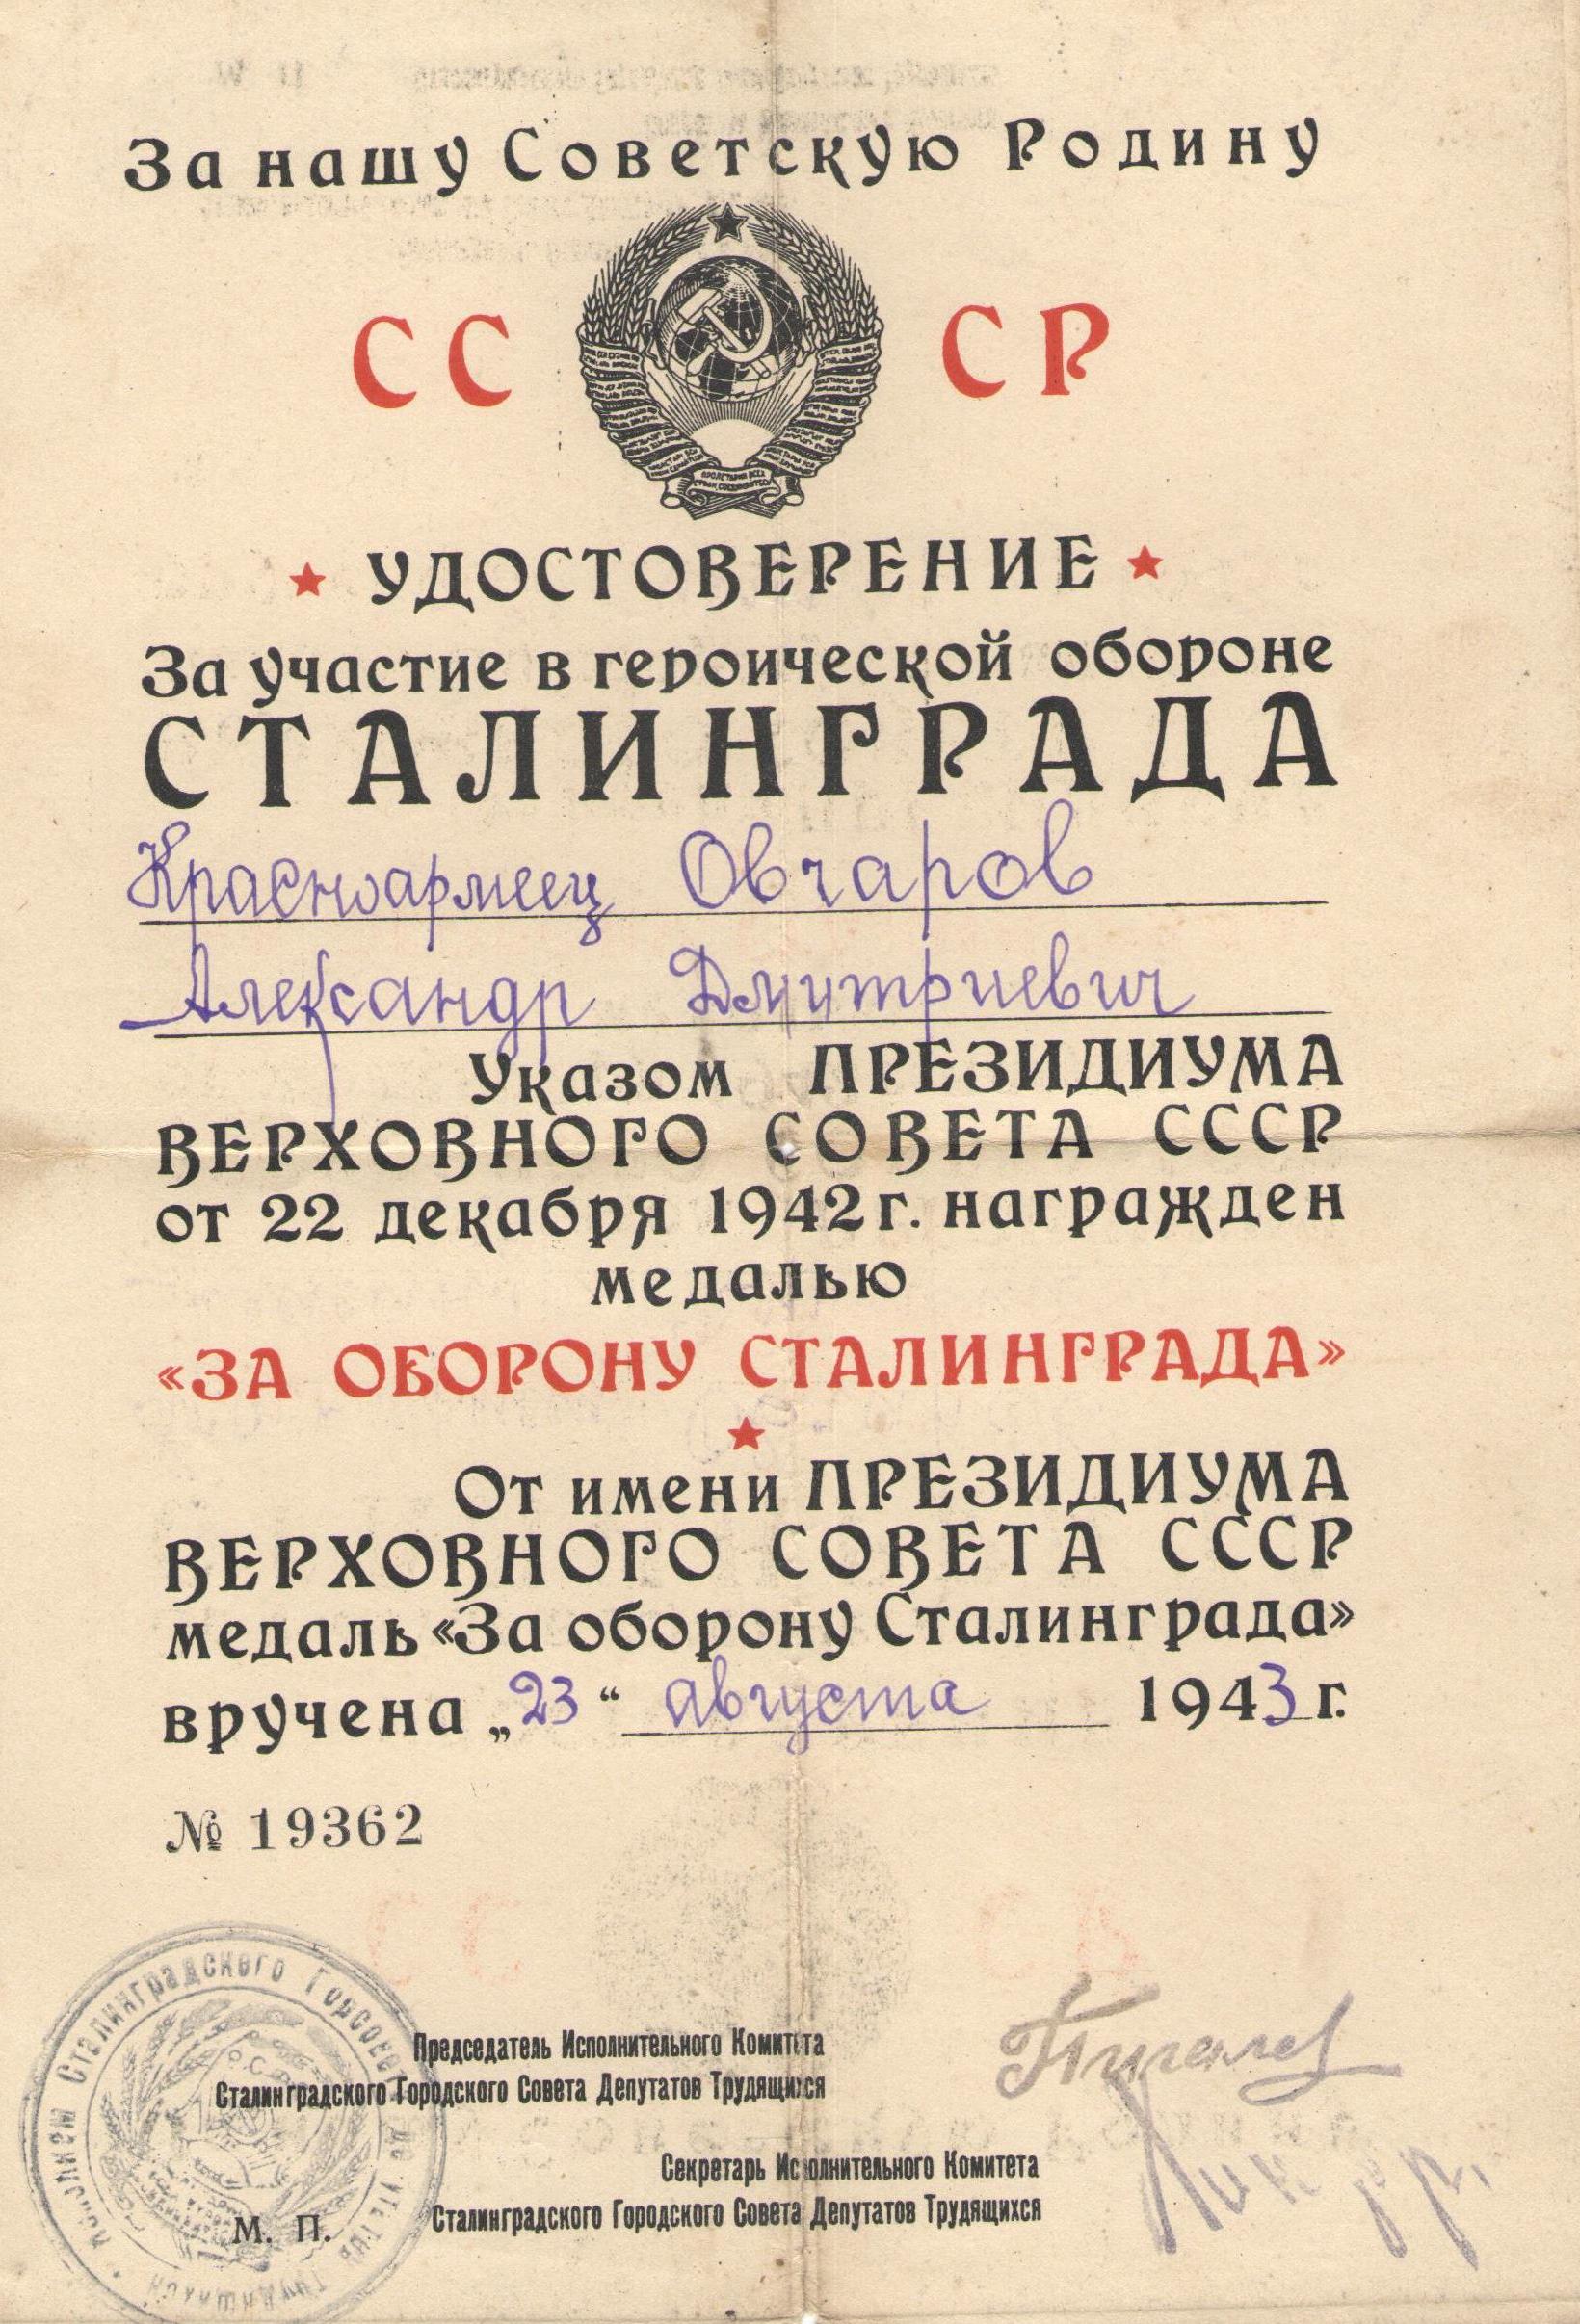 За нашу Советскую Родину
СС СР
УДОСТОВЕРЕНИЕ
За участие в героической обороне
СТАЛИНГРАДА
Красноармеец Овчаров
Александр Дмитриевич
Указом ПРЕЗИДИУМА
ВЕРХОВНОГО СОВЕТА СССР
от 22 декабря 1942 г. награжден
медалью
«ЗА ОБОРОНУ СТАЛИНГРАДА»
От имени ПРЕЗИДИУМА
ВЕРХОВНОГО СОВЕТА СССР
медаль «За оборону Сталинграда»
вручена „23“ августа 1943 г.
№ 19362
Председатель Исполнительного Комитета
Сталинградского Городского Совета Депутатов Трудящихся
Секретарь Исполнительного Комитета
Сталинградского Городского Совета Депутатов Трудящихся
М. П.
Сталинградского Горсовета